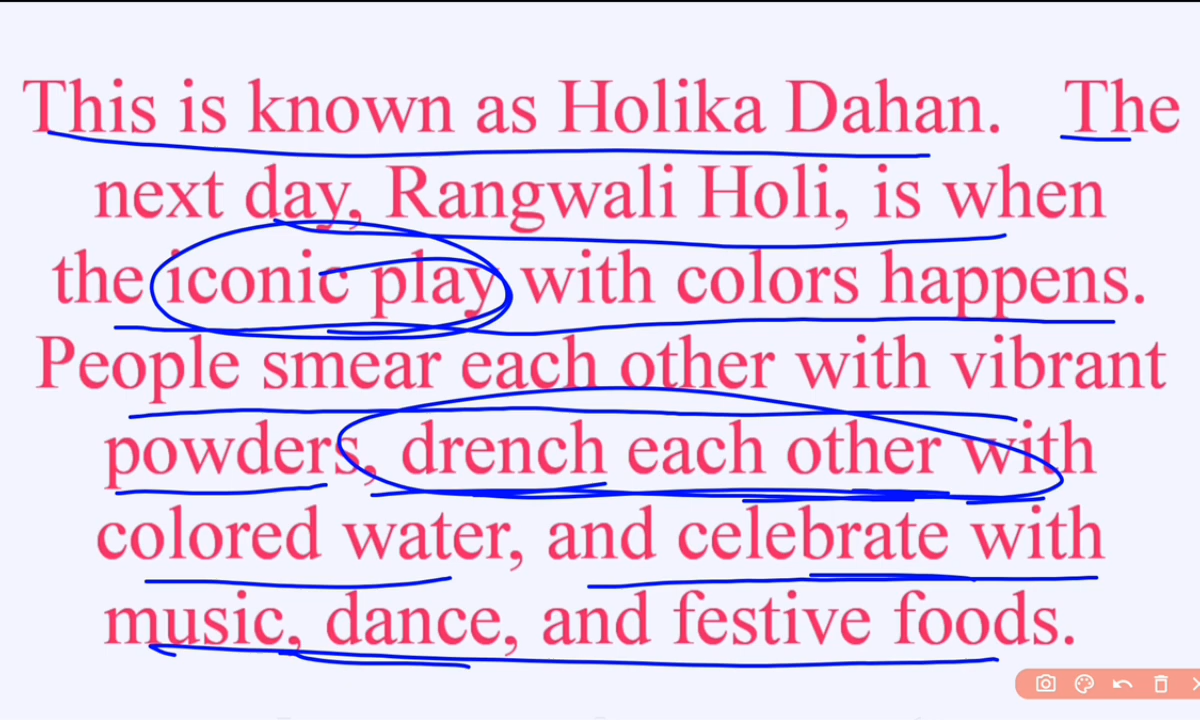 This is known as Holika Dahan. The
next day, Rangwali Holi, is when
the iconic play with colors happens.
People smear each other with vibrant
powders, drench each other with
colored water, and celebrate with
music, dance, and festive foods.